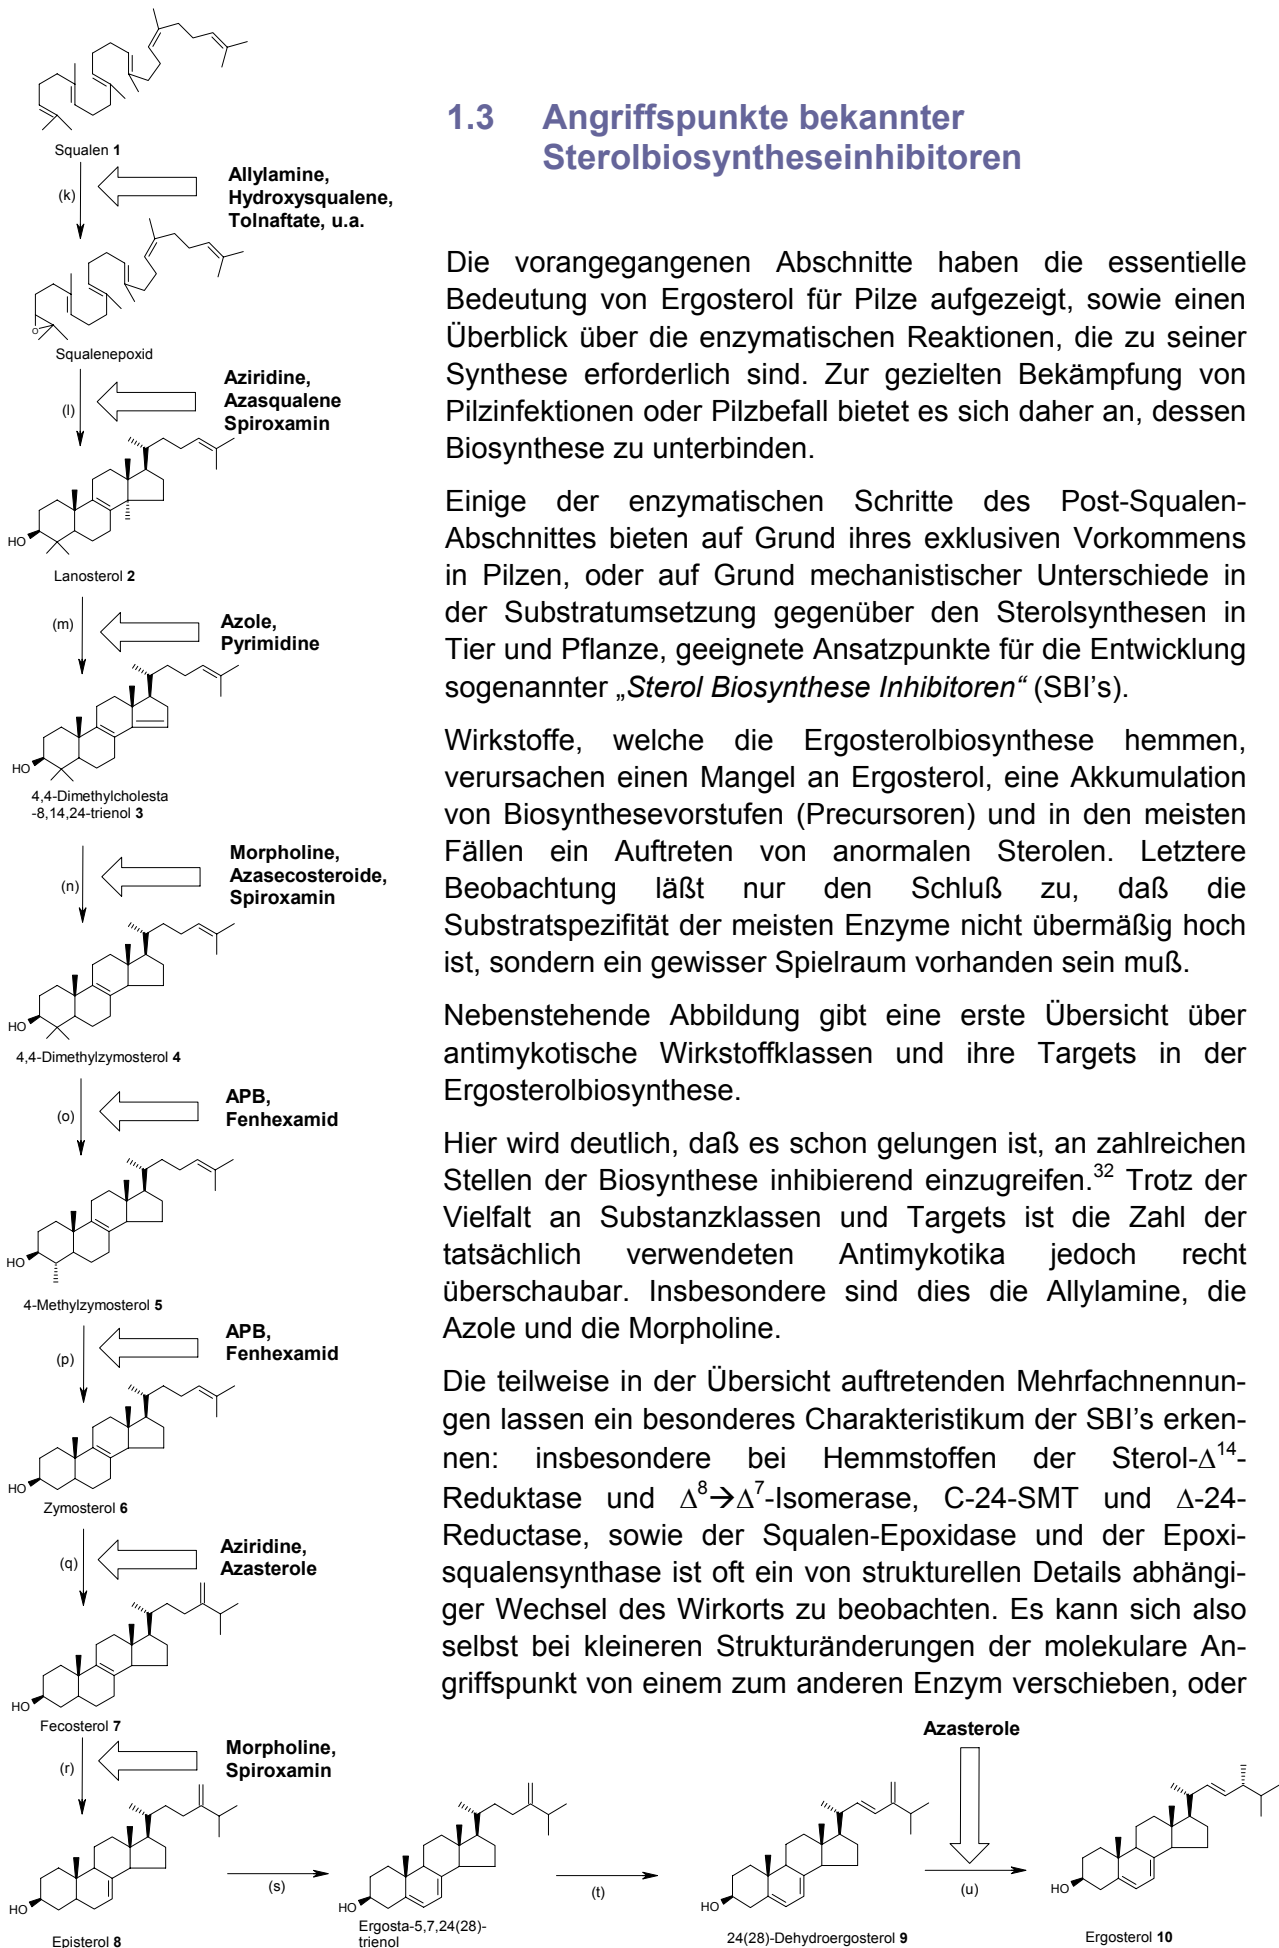 Squalen 1
(k)
Allylamine,
Hydroxysqualene,
Tolnaftate, u.a.
O
Squalenepoxid
(l)
Aziridine,
Azasqualene
Spiroxamin
HO
Lanosterol 2
(m)
Azole,
Pyrimidine
HO
4,4-Dimethylcholesta
-8,14,24-trienol 3
(n)
Morpholine,
Azasecosteroide,
Spiroxamin
HO
4,4-Dimethylzymosterol 4
(o)
APB,
Fenhexamid
HO
4-Methylzymosterol 5
(p)
APB,
Fenhexamid
HO
Zymosterol 6
(q)
Aziridine,
Azasterole
HO
Fecosterol 7
(r)
Morpholine,
Spiroxamin
HO
Episterol 8
(s)
HO
Ergosta-5,7,24(28)-
trienol
(t)
HO
24(28)-Dehydroergosterol 9
Azasterole
(u)
HO
Ergosterol 10
1.3 Angriffspunkte bekannter
Sterolbiosyntheseinhibitoren
Die vorangegangenen Abschnitte haben die essentielle
Bedeutung von Ergosterol für Pilze aufgezeigt, sowie einen
Überblick über die enzymatischen Reaktionen, die zu seiner
Synthese erforderlich sind. Zur gezielten Bekämpfung von
Pilzinfektionen oder Pilzbefall bietet es sich daher an, dessen
Biosynthese zu unterbinden.
Einige der enzymatischen Schritte des Post-Squalen-
Abschnittes bieten auf Grund ihres exklusiven Vorkommens
in Pilzen, oder auf Grund mechanistischer Unterschiede in
der Substratumsetzung gegenüber den Sterolsynthesen in
Tier und Pflanze, geeignete Ansatzpunkte für die Entwicklung
sogenannter „Sterol Biosynthese Inhibitoren“ (SBI's).
Wirkstoffe, welche die Ergosterolbiosynthese hemmen,
verursachen einen Mangel an Ergosterol, eine Akkumulation
von Biosynthesevorstufen (Precursoren) und in den meisten
Fällen ein Auftreten von anormalen Sterolen. Letztere
Beobachtung läßt nur den Schluß zu, daß die
Substratspezifität der meisten Enzyme nicht übermäßig hoch
ist, sondern ein gewisser Spielraum vorhanden sein muß.
Nebenstehende Abbildung gibt eine erste Übersicht über
antimykotische Wirkstoffklassen und ihre Targets in der
Ergosterolbiosynthese.
Hier wird deutlich, daß es schon gelungen ist, an zahlreichen
Stellen der Biosynthese inhibierend einzugreifen.³² Trotz der
Vielfalt an Substanzklassen und Targets ist die Zahl der
tatsächlich verwendeten Antimykotika jedoch recht
überschaubar. Insbesondere sind dies die Allylamine, die
Azole und die Morpholine.
Die teilweise in der Übersicht auftretenden Mehrfachnennun-
gen lassen ein besonderes Charakteristikum der SBI's erken-
nen: insbesondere bei Hemmstoffen der Sterol-Δ¹⁴-
Reduktase und Δ⁸→Δ⁷-Isomerase, C-24-SMT und Δ-24-
Reductase, sowie der Squalen-Epoxidase und der Epoxi-
squalensynthase ist oft ein von strukturellen Details abhängi-
ger Wechsel des Wirkorts zu beobachten. Es kann sich also
selbst bei kleineren Strukturänderungen der molekulare An-
griffspunkt von einem zum anderen Enzym verschieben, oder